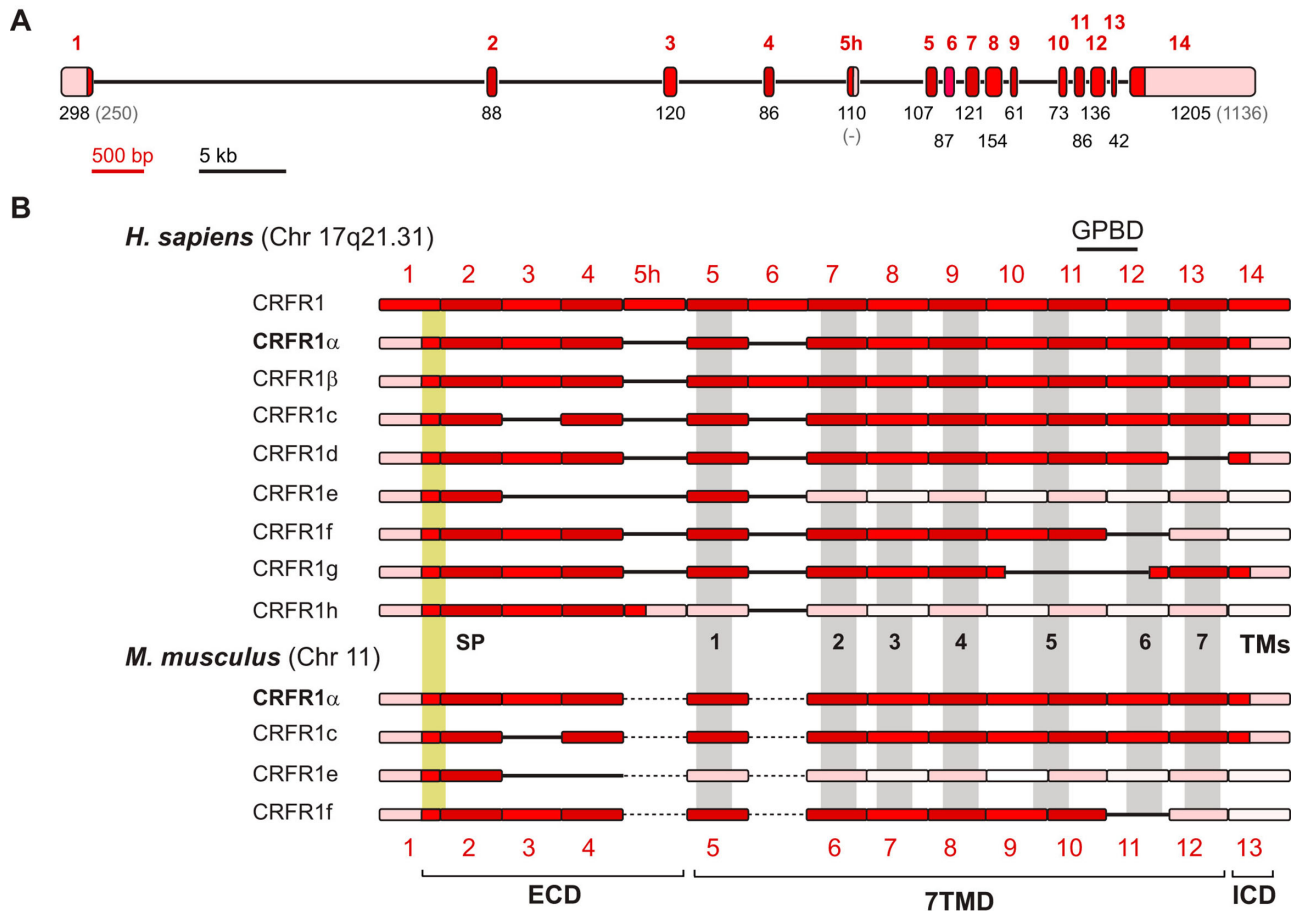 A
11 13
1 2 3 4 5h 5 6 7 8 9 10 12 14
298 (250) 88 120 86 110 107 121 61 73 136 1205 (1136)
(-) 87 154 86 42
500 bp 5 kb
B
H. sapiens (Chr 17q21.31)
GPBD
1 2 3 4 5h 5 6 7 8 9 10 11 12 13 14
CRFR1
CRFR1α
CRFR1β
CRFR1c
CRFR1d
CRFR1e
CRFR1f
CRFR1g
CRFR1h
SP 1 2 3 4 5 6 7 TMs
M. musculus (Chr 11)
CRFR1α
CRFR1c
CRFR1e
CRFR1f
1 2 3 4 5 6 7 8 9 10 11 12 13
ECD 7TMD ICD